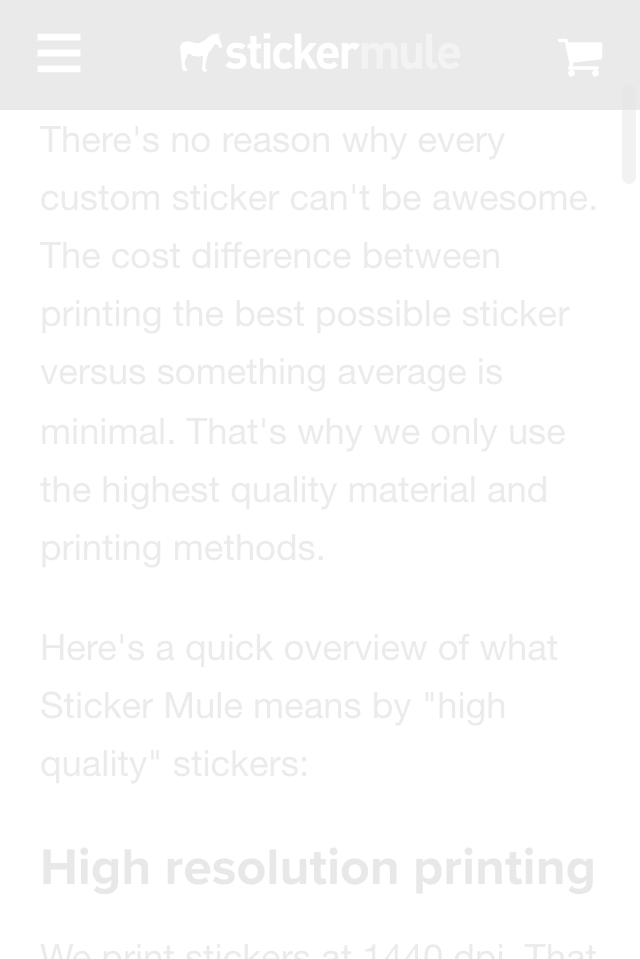 stickermule
There's no reason why every
custom sticker can't be awesome.
The cost difference between
printing the best possible sticker
versus something average is
minimal. That's why we only use
the highest quality material and
printing methods.
Here's a quick overview of what
Sticker Mule means by "high
quality" stickers:
High resolution printing
We print stickers at 1440 dpi. That